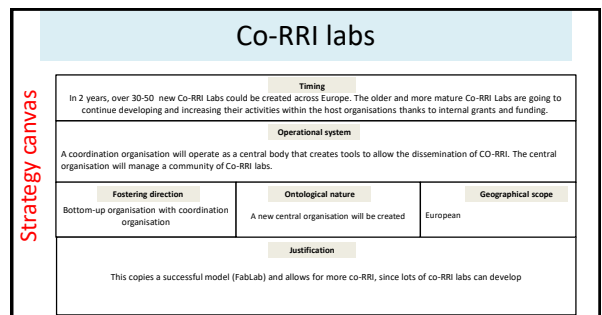 Co-RRI labs
Strategy canvas
Timing
In 2 years, over 30-50 new Co-RRI Labs could be created across Europe. The older and more mature Co-RRI Labs are going to
continue developing and increasing their activities within the host organisations thanks to internal grants and funding.
Operational system
A coordination organisation will operate as a central body that creates tools to allow the dissemination of CO-RRI. The central
organisation will manage a community of Co-RRI labs.
Fostering direction
Bottom-up organisation with coordination
organisation
Ontological nature
A new central organisation will be created
Geographical scope
European
Justification
This copies a successful model (FabLab) and allows for more co-RRI, since lots of co-RRI labs can develop